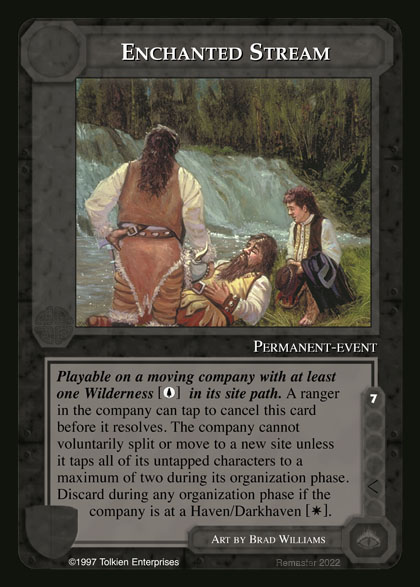 Enchanted Stream
Permanent-event
Playable on a moving company with at least
one Wilderness [ ] in its site path. A ranger
in the company can tap to cancel this card
before it resolves. The company cannot
voluntarily split or move to a new site unless
it taps all of its untapped characters to a
maximum of two during its organization phase.
Discard during any organization phase if the
company is at a Haven/Darkhaven [✷].
7
Art by Brad Williams
©1997 Tolkien Enterprises
Remaster 2022